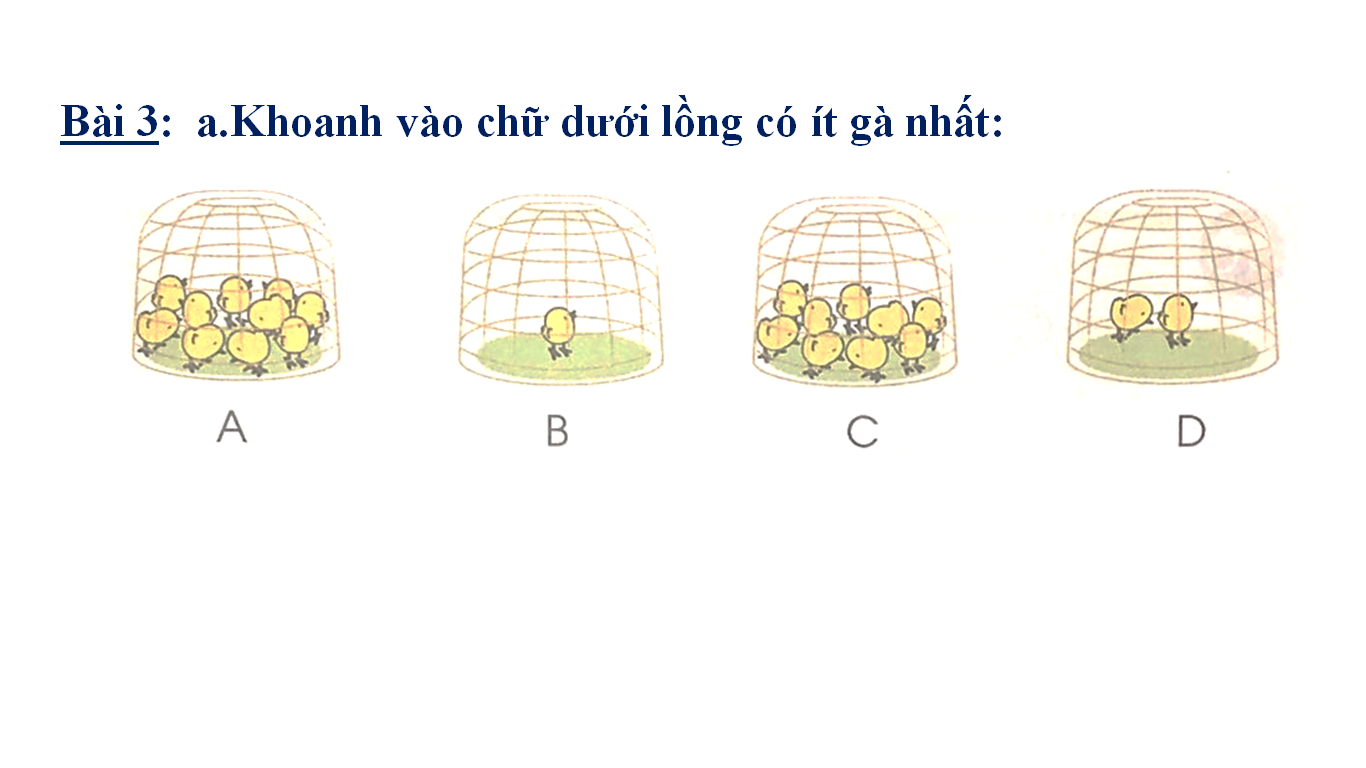 Bài 3:  a.Khoanh vào chữ dưới lồng có ít gà nhất:
A B C D